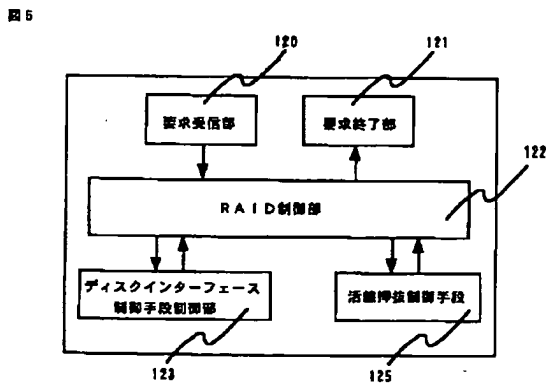 図6
120
121
要求受信部
要求終了部
122
RAID制御部
ディスクインターフェース
制御手段制御部
活線挿抜制御手段
123
125